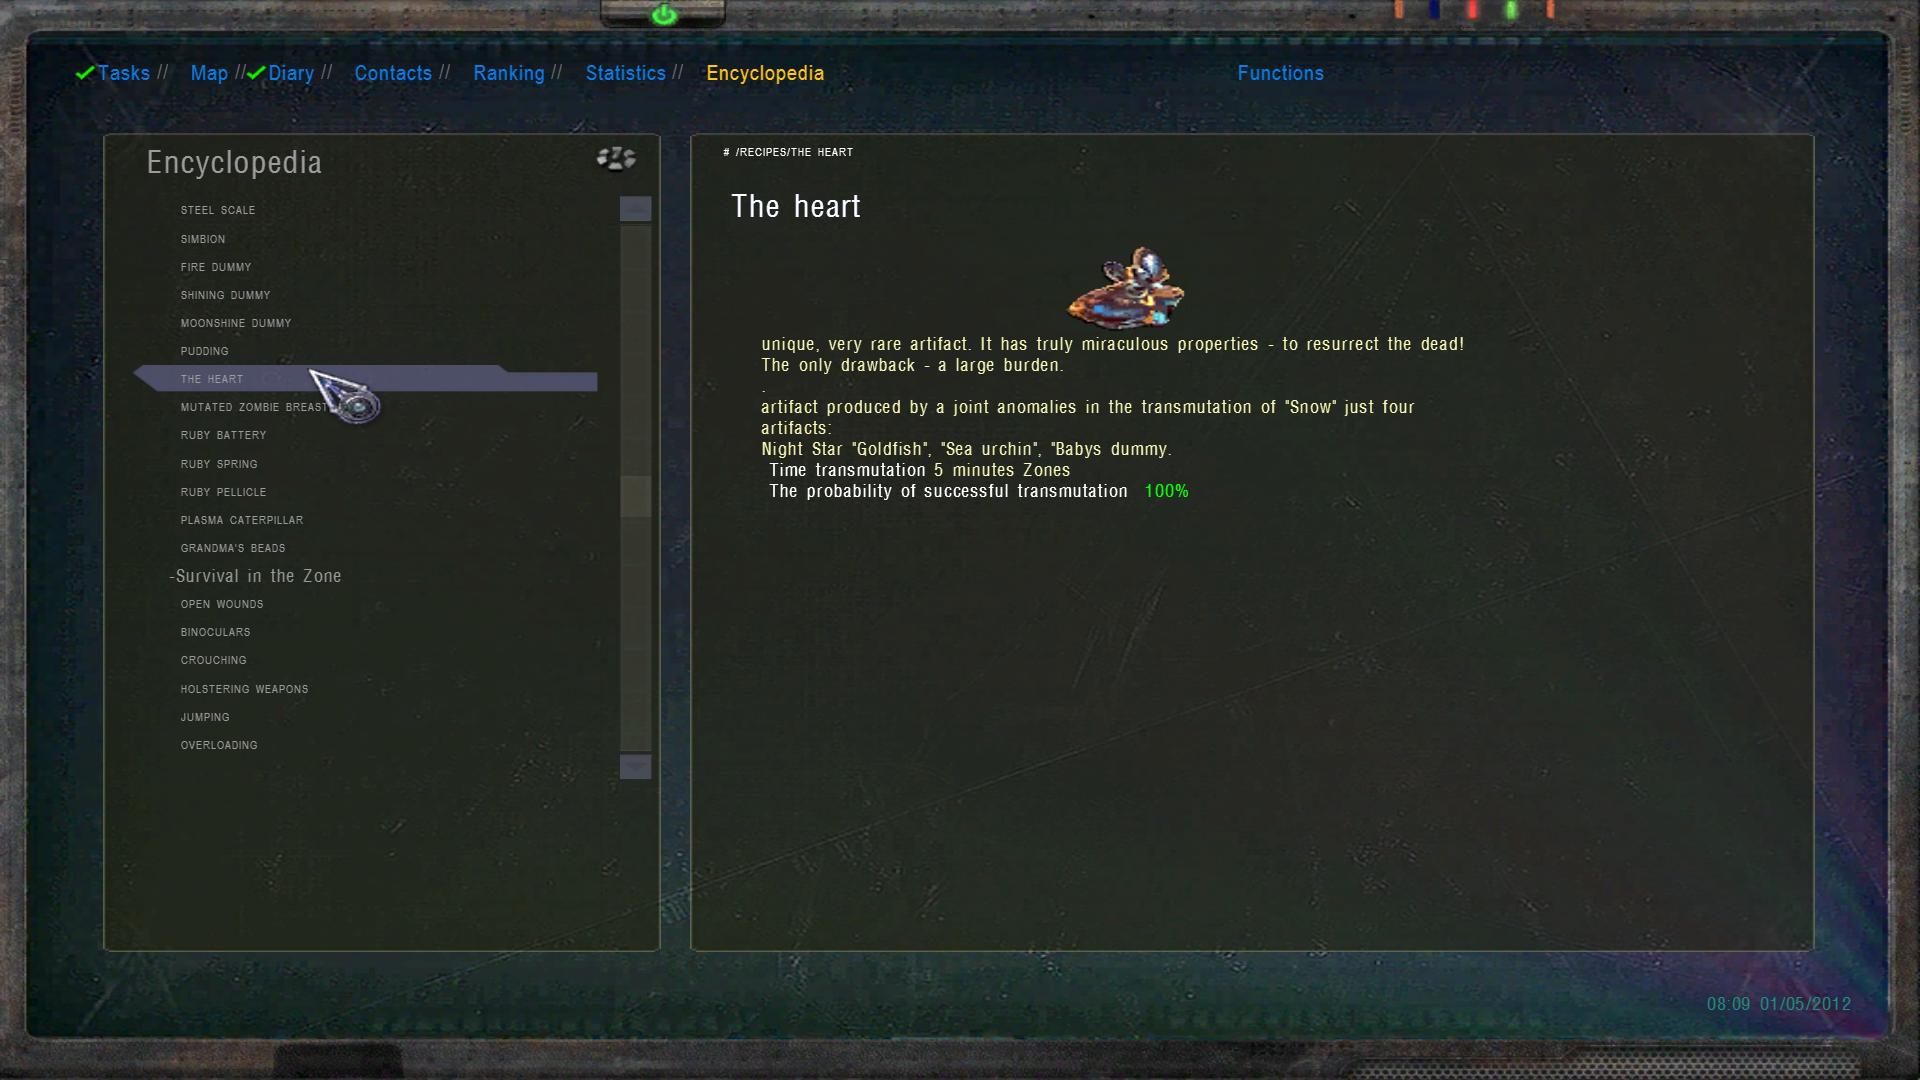 Tasks // Map // Diary // Contacts // Ranking // Statistics // Encyclopedia Functions
Encyclopedia
STEEL SCALE
SIMBION
FIRE DUMMY
SHINING DUMMY
MOONSHINE DUMMY
PUDDING
THE HEART
MUTATED ZOMBIE BREAST
RUBY BATTERY
RUBY SPRING
RUBY PELLICLE
PLASMA CATERPILLAR
GRANDMA'S BEADS
-Survival in the Zone
OPEN WOUNDS
BINOCULARS
CROUCHING
HOLSTERING WEAPONS
JUMPING
OVERLOADING
# /RECIPES/THE HEART
The heart
unique, very rare artifact. It has truly miraculous properties - to resurrect the dead!
The only drawback - a large burden.
.
artifact produced by a joint anomalies in the transmutation of "Snow" just four
artifacts:
Night Star "Goldfish", "Sea urchin", "Babys dummy.
Time transmutation 5 minutes Zones
The probability of successful transmutation 100%
08:09 01/05/2012